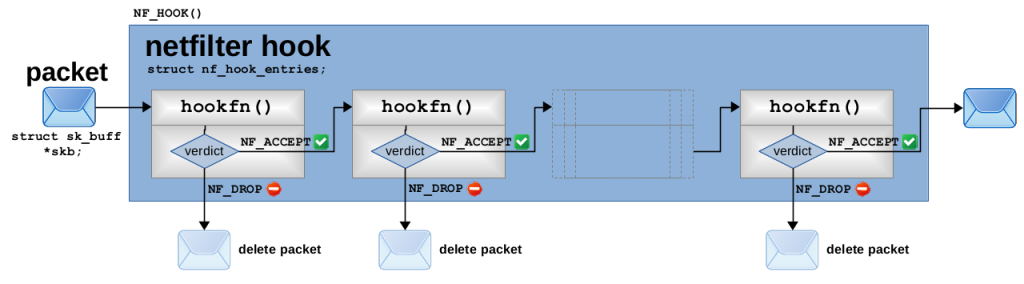 NF_HOOK()
netfilter hook
struct nf_hook_entries;
packet
struct sk_buff
*skb;
hookfn()
verdict
NF_ACCEPT
NF_DROP
delete packet
hookfn()
verdict
NF_ACCEPT
NF_DROP
delete packet
hookfn()
verdict
NF_ACCEPT
NF_DROP
delete packet